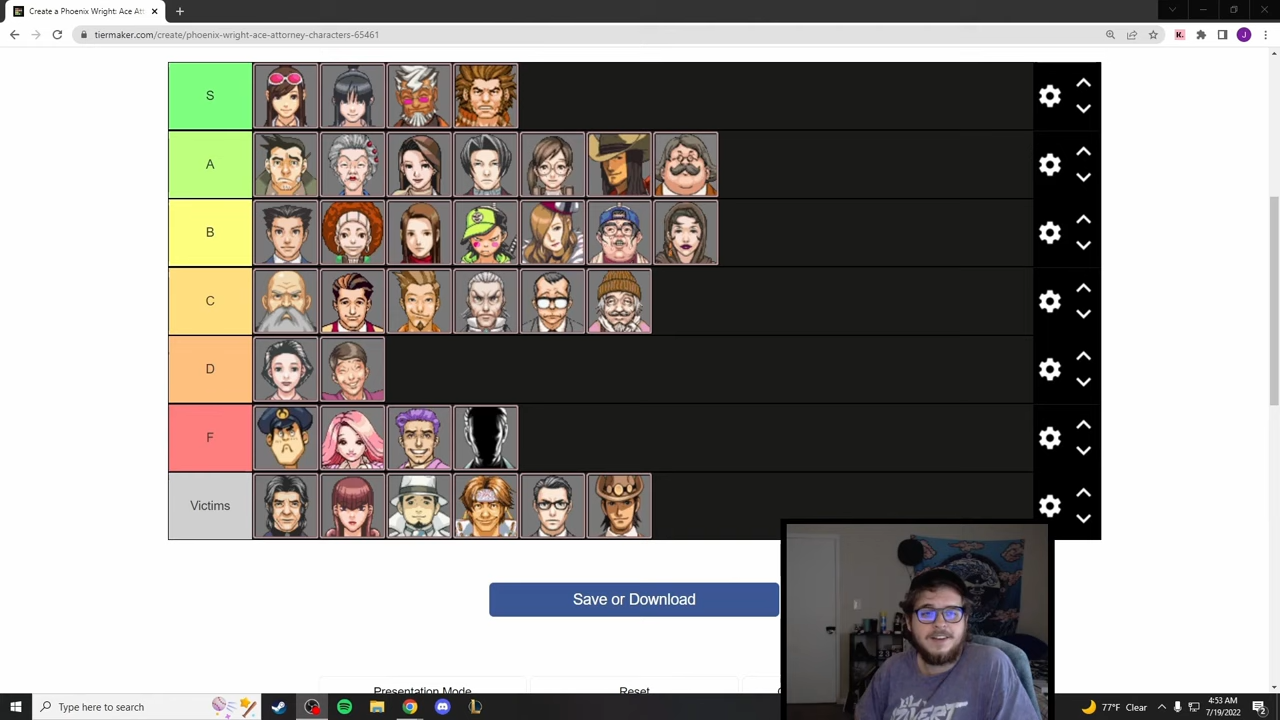 Create a Phoenix Wright: Ace Att
tiermaker.com/create/phoenix-wright-ace-attorney-characters-65461
K.
J
S
A
B
C
D
F
Victims
Save or Download
Presentation Mode
Reset
Type here to search
77°F Clear
4:53 AM
7/19/2022
2